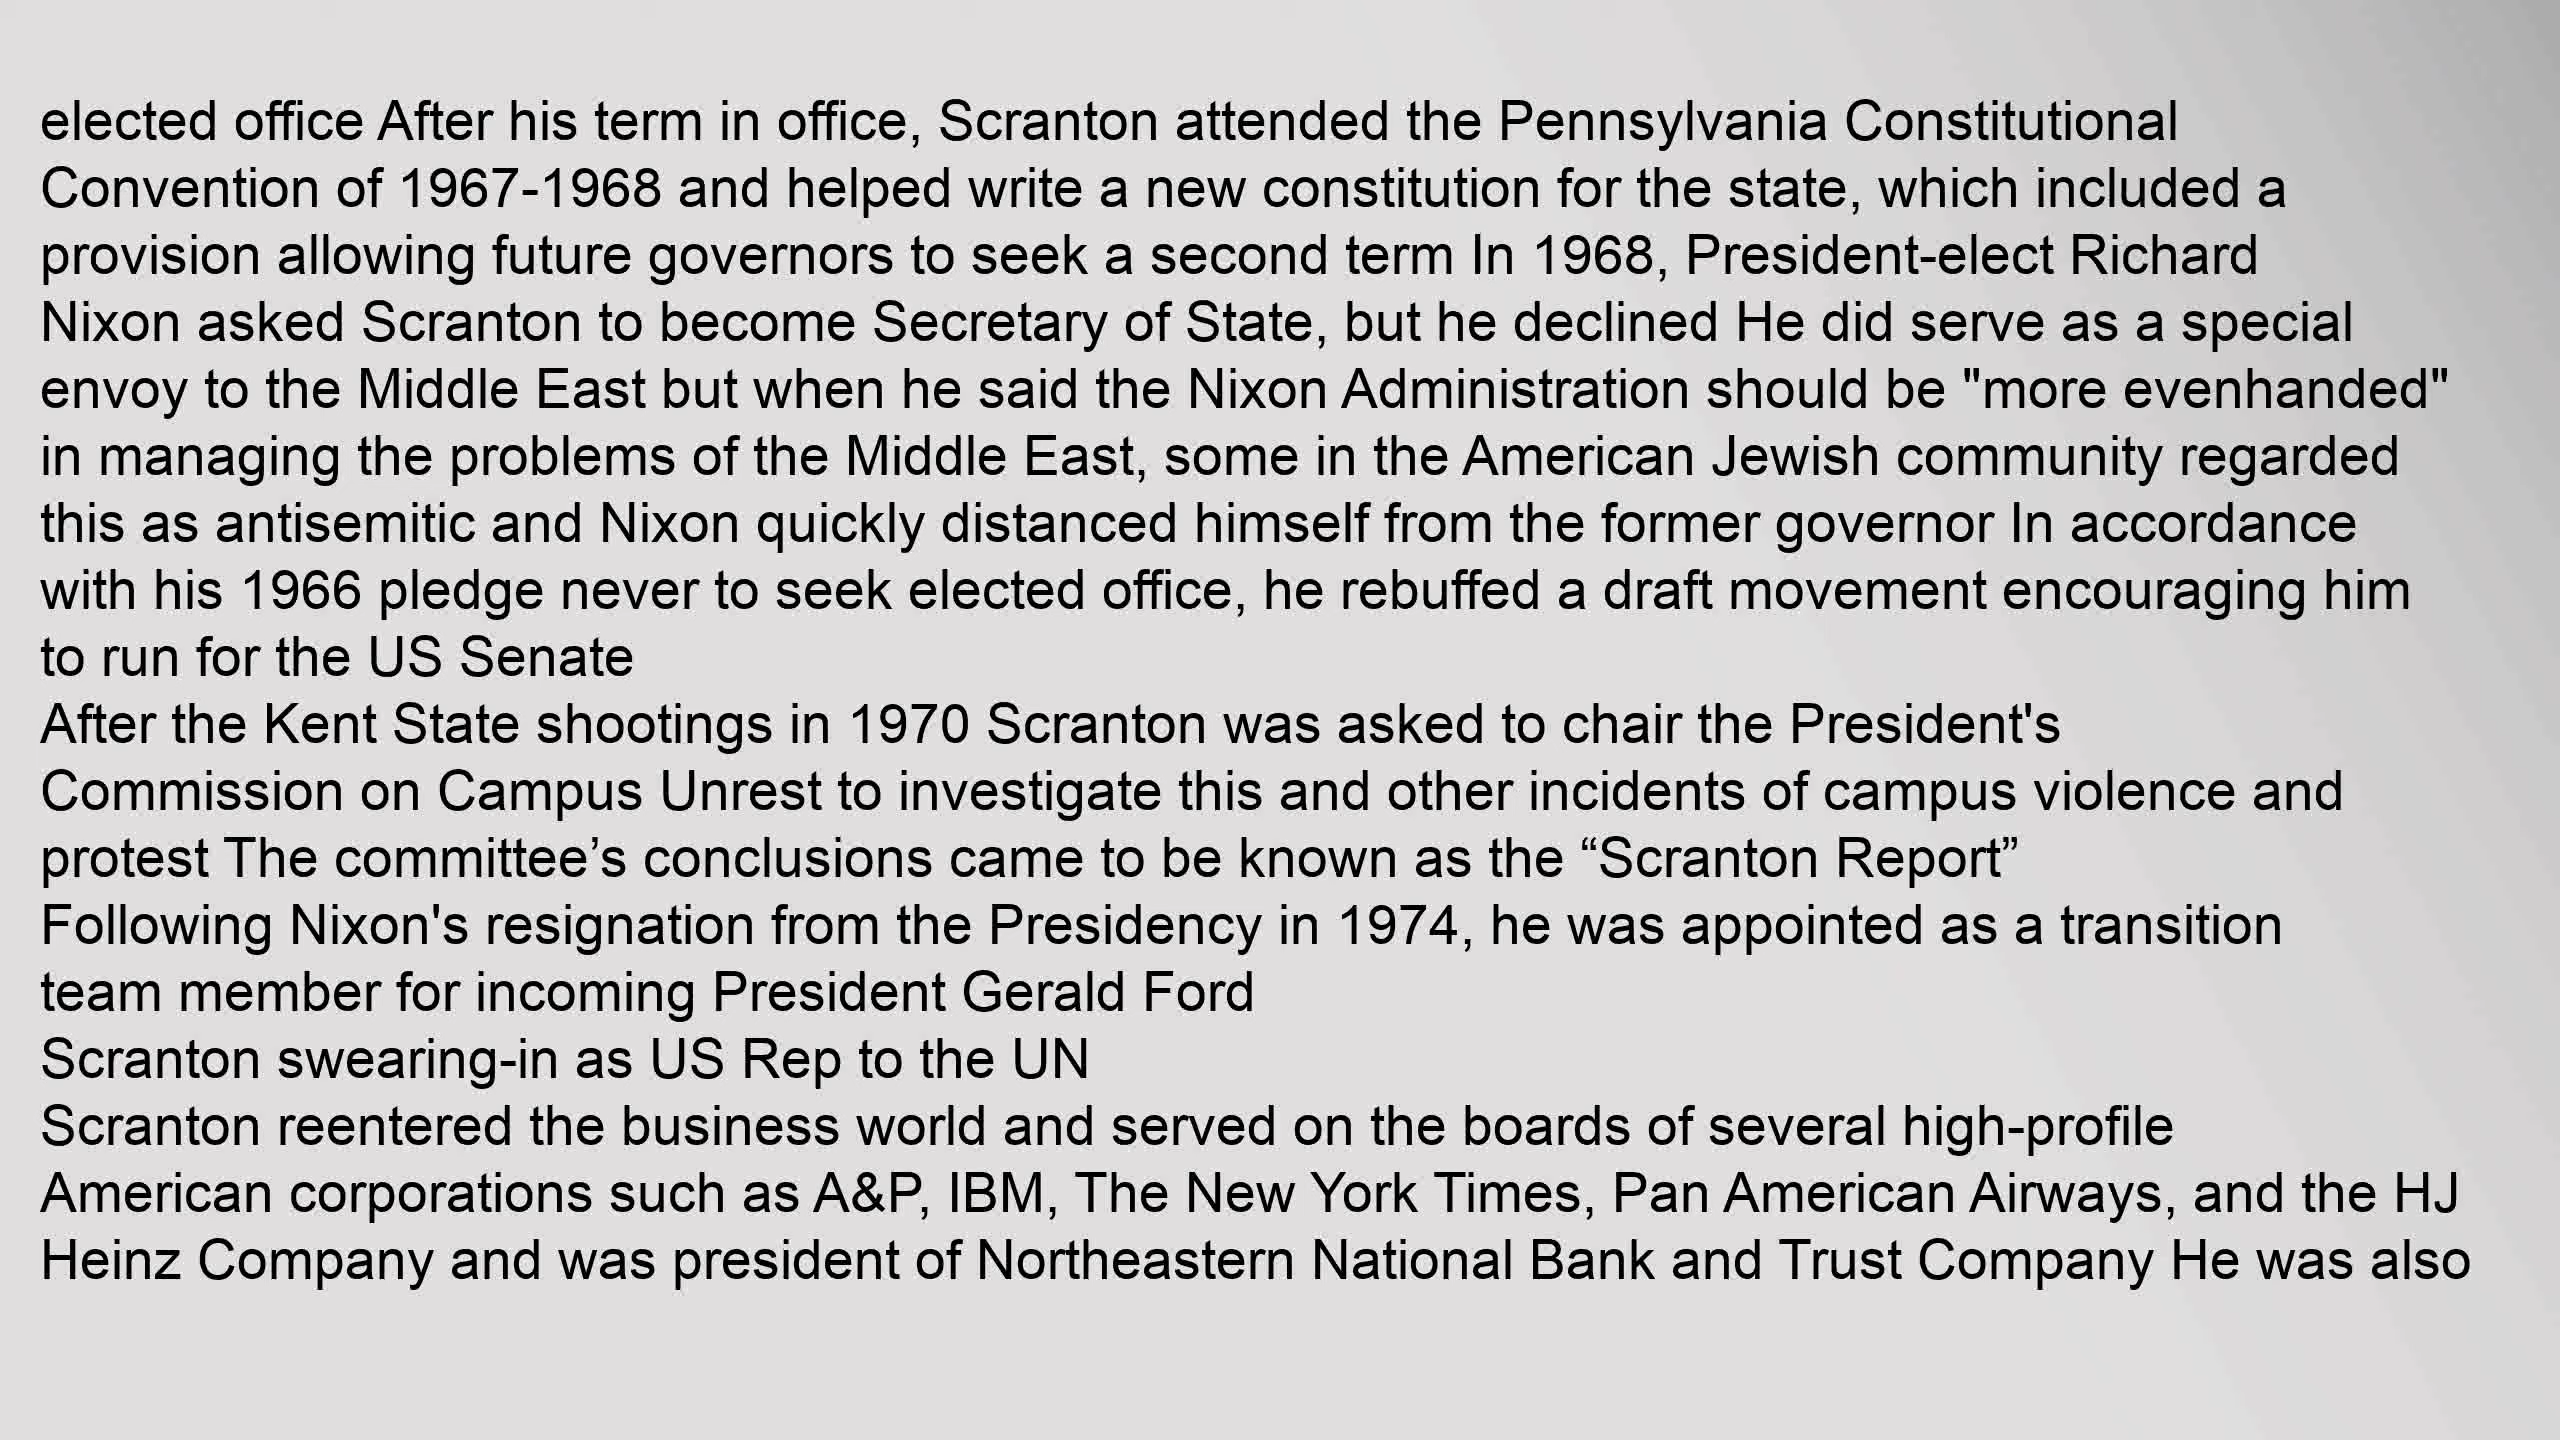 elected office After his term in office, Scranton attended the Pennsylvania Constitutional
Convention of 1967-1968 and helped write a new constitution for the state, which included a
provision allowing future governors to seek a second term In 1968, President-elect Richard
Nixon asked Scranton to become Secretary of State, but he declined He did serve as a special
envoy to the Middle East but when he said the Nixon Administration should be "more evenhanded"
in managing the problems of the Middle East, some in the American Jewish community regarded
this as antisemitic and Nixon quickly distanced himself from the former governor In accordance
with his 1966 pledge never to seek elected office, he rebuffed a draft movement encouraging him
to run for the US Senate
After the Kent State shootings in 1970 Scranton was asked to chair the President's
Commission on Campus Unrest to investigate this and other incidents of campus violence and
protest The committee’s conclusions came to be known as the “Scranton Report”
Following Nixon's resignation from the Presidency in 1974, he was appointed as a transition
team member for incoming President Gerald Ford
Scranton swearing-in as US Rep to the UN
Scranton reentered the business world and served on the boards of several high-profile
American corporations such as A&P, IBM, The New York Times, Pan American Airways, and the HJ
Heinz Company and was president of Northeastern National Bank and Trust Company He was also